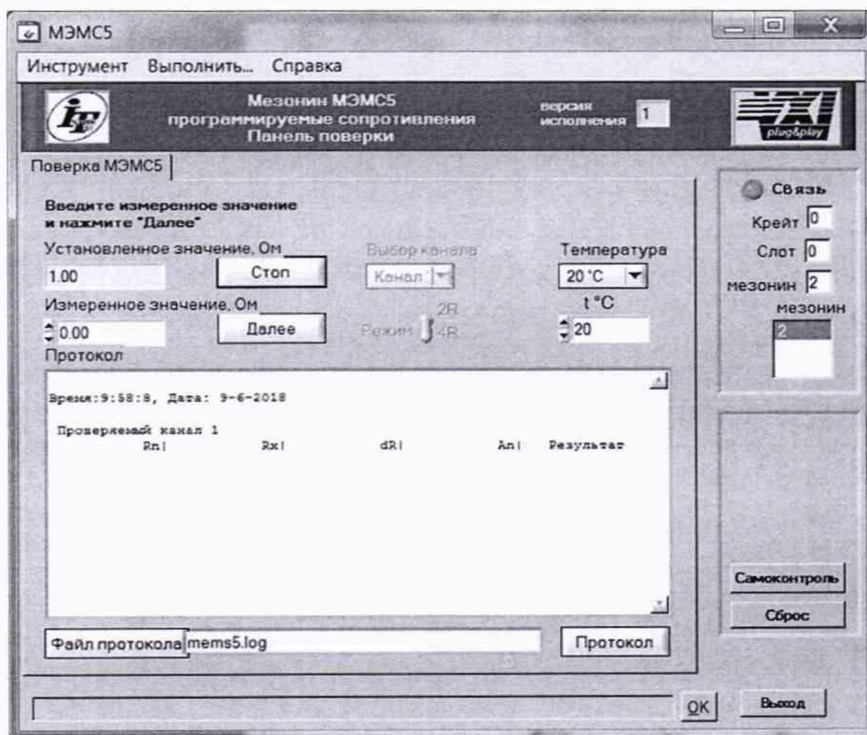 МЭМС5
Инструмент Выполнить... Справка
Мезонин МЭМС5
программируемые сопротивления
Панель поверки
версия
исполнения 1
plug&play
Поверка МЭМС5
Введите измеренное значение
и нажмите "Далее"
Установленное значение, Ом
1.00
Стоп
Выбор канала
Канал 1
Температура
20 °C
Измеренное значение, Ом
0.00
Далее
Режим
2R
4R
t °C
20
Протокол
Время:9:58:8, Дата: 9-6-2018
Проверяемый канал 1
Rn| Rx| dR| An| Результат
Файл протокола mems5.log
Протокол
Связь
Крейт 0
Слот 0
мезонин 2
мезонин
2
Самоконтроль
Сброс
OK
Выход